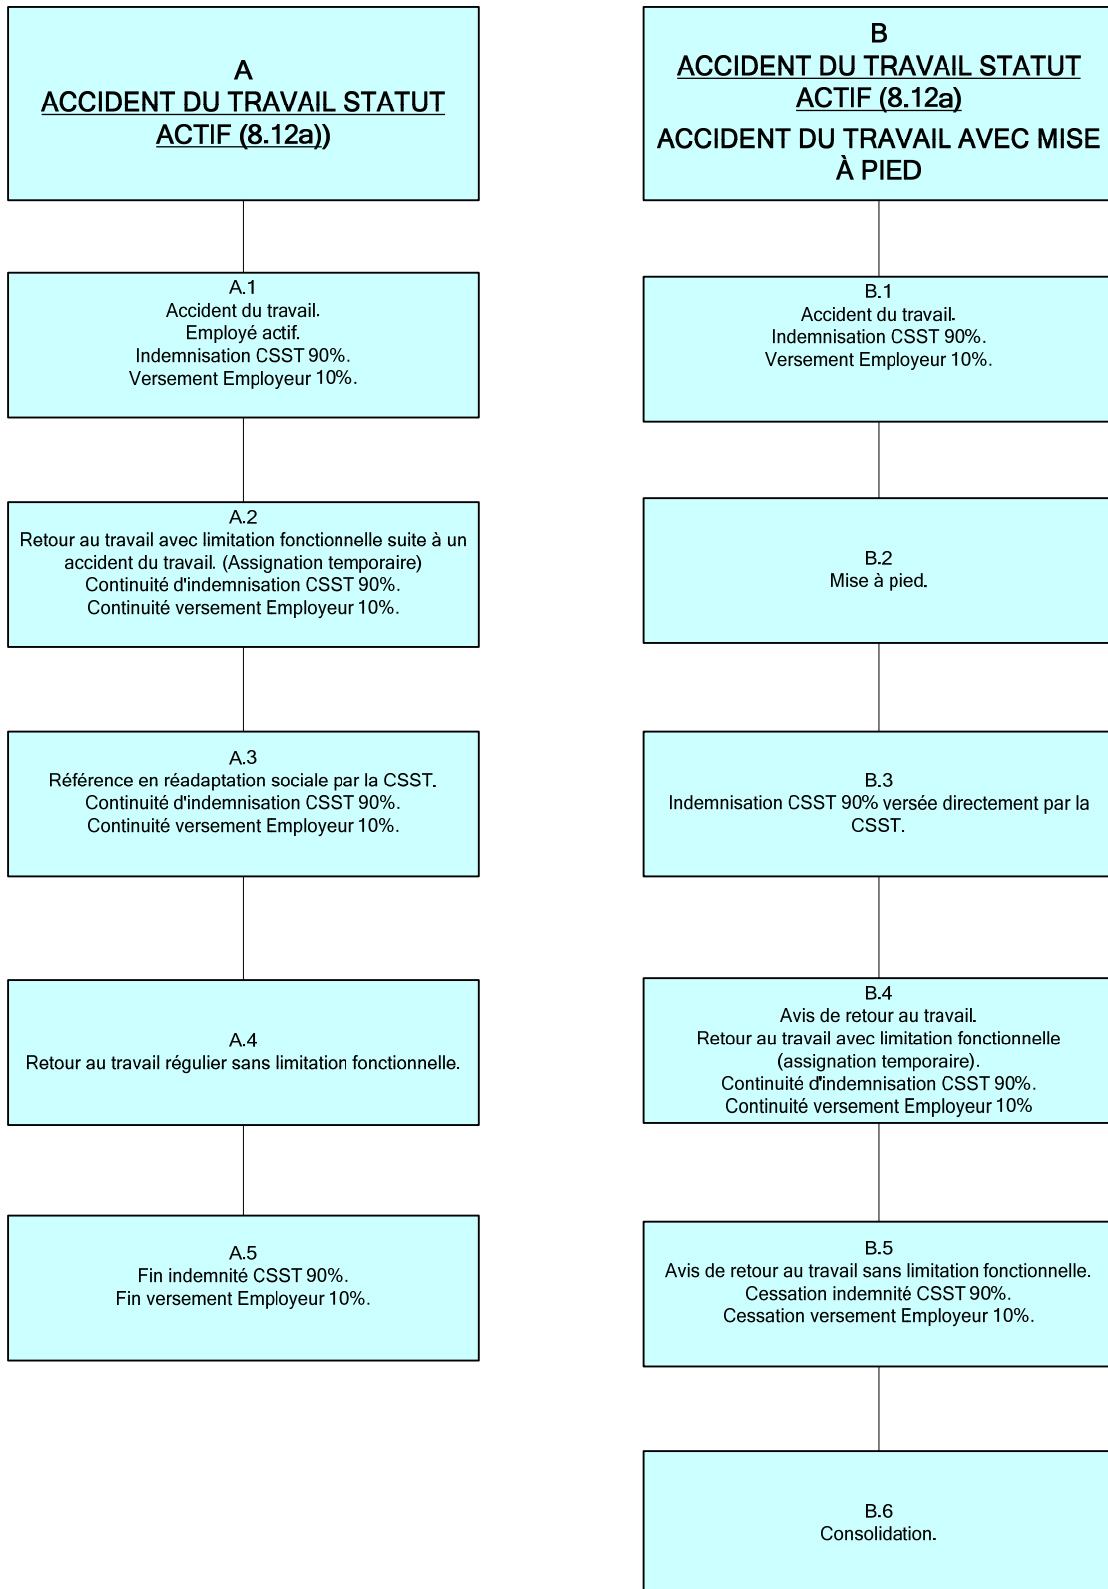 A
ACCIDENT DU TRAVAIL STATUT
ACTIF (8.12a))
A.1
Accident du travail.
Employé actif.
Indemnisation CSST 90%.
Versement Employeur 10%.
A.2
Retour au travail avec limitation fonctionnelle suite à un
accident du travail. (Assignation temporaire)
Continuité d'indemnisation CSST 90%.
Continuité versement Employeur 10%.
A.3
Référence en réadaptation sociale par la CSST.
Continuité d'indemnisation CSST 90%.
Continuité versement Employeur 10%.
A.4
Retour au travail régulier sans limitation fonctionnelle.
A.5
Fin indemnité CSST 90%.
Fin versement Employeur 10%.
B
ACCIDENT DU TRAVAIL STATUT
ACTIF (8.12a)
ACCIDENT DU TRAVAIL AVEC MISE
À PIED
B.1
Accident du travail.
Indemnisation CSST 90%.
Versement Employeur 10%.
B.2
Mise à pied.
B.3
Indemnisation CSST 90% versée directement par la
CSST.
B.4
Avis de retour au travail.
Retour au travail avec limitation fonctionnelle
(assignation temporaire).
Continuité d'indemnisation CSST 90%.
Continuité versement Employeur 10%
B.5
Avis de retour au travail sans limitation fonctionnelle.
Cessation indemnité CSST 90%.
Cessation versement Employeur 10%.
B.6
Consolidation.